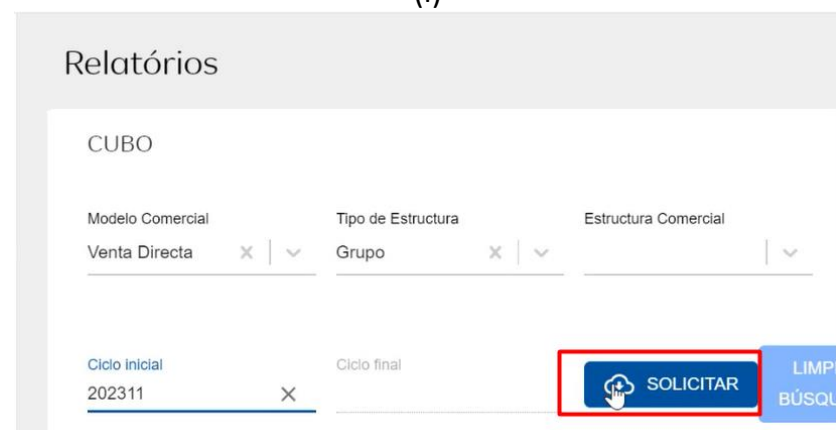 Relatórios
CUBO
Modelo Comercial Tipo de Estructura Estructura Comercial
Venta Directa Grupo
Ciclo inicial Ciclo final
202311 SOLICITAR